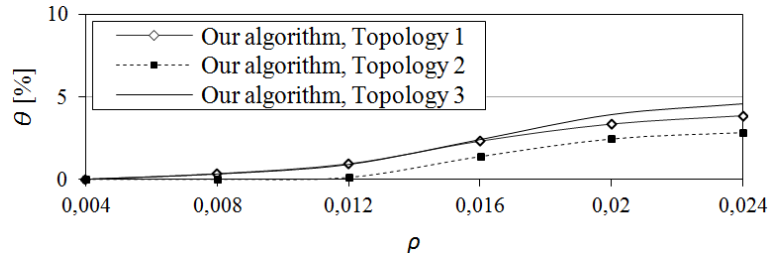 10
Our algorithm, Topology 1
Our algorithm, Topology 2
Our algorithm, Topology 3
θ [%]
5
0
0,004 0,008 0,012 0,016 0,02 0,024
ρ